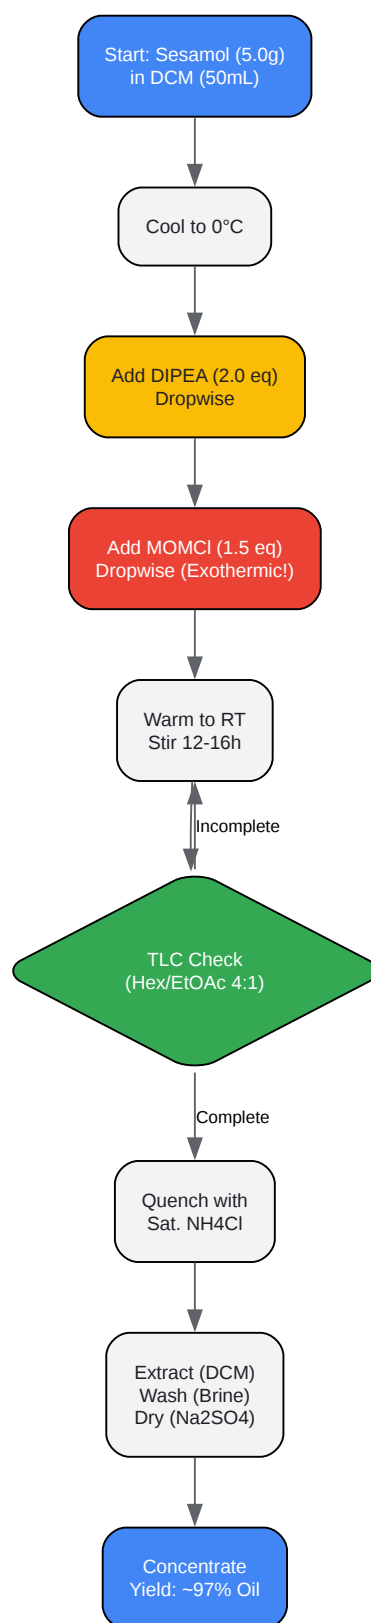 Start: Sesamol (5.0g)
in DCM (50mL)
Cool to 0°C
Add DIPEA (2.0 eq)
Dropwise
Add MOMCl (1.5 eq)
Dropwise (Exothermic!)
Warm to RT
Stir 12-16h
Incomplete
TLC Check
(Hex/EtOAc 4:1)
Complete
Quench with
Sat. NH4Cl
Extract (DCM)
Wash (Brine)
Dry (Na2SO4)
Concentrate
Yield: ~97% Oil